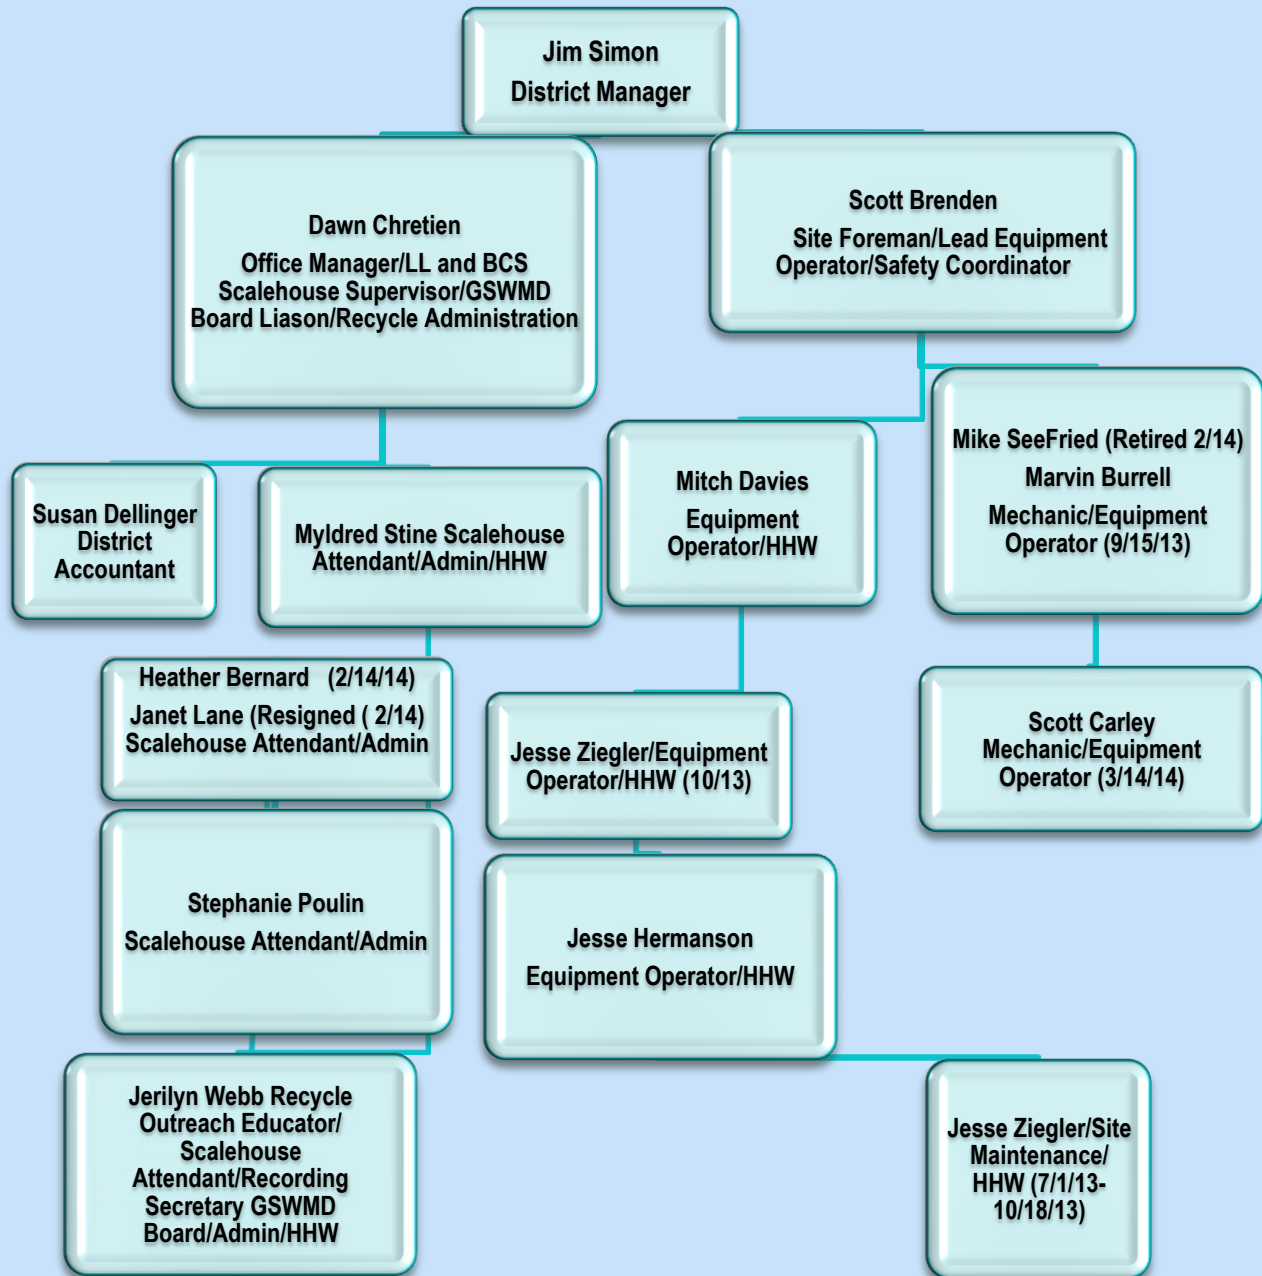 Jim Simon
District Manager
Dawn Chretien
Office Manager/LL and BCS
Scalehouse Supervisor/GSWMD
Board Liason/Recycle Administration
Scott Brenden
Site Foreman/Lead Equipment
Operator/Safety Coordinator
Susan Dellinger
District
Accountant
Myldred Stine Scalehouse
Attendant/Admin/HHW
Mitch Davies
Equipment
Operator/HHW
Mike SeeFried (Retired 2/14)
Marvin Burrell
Mechanic/Equipment
Operator (9/15/13)
Heather Bernard (2/14/14)
Janet Lane (Resigned ( 2/14)
Scalehouse Attendant/Admin
Jesse Ziegler/Equipment
Operator/HHW (10/13)
Scott Carley
Mechanic/Equipment
Operator (3/14/14)
Stephanie Poulin
Scalehouse Attendant/Admin
Jesse Hermanson
Equipment Operator/HHW
Jerilyn Webb Recycle
Outreach Educator/
Scalehouse
Attendant/Recording
Secretary GSWMD
Board/Admin/HHW
Jesse Ziegler/Site
Maintenance/
HHW (7/1/13-
10/18/13)